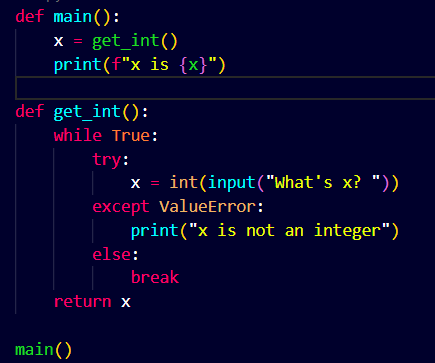 def main():
    x = get_int()
    print(f"x is {x}")
def get_int():
    while True:
        try:
            x = int(input("What's x? "))
        except ValueError:
            print("x is not an integer")
        else:
            break
    return x
main()